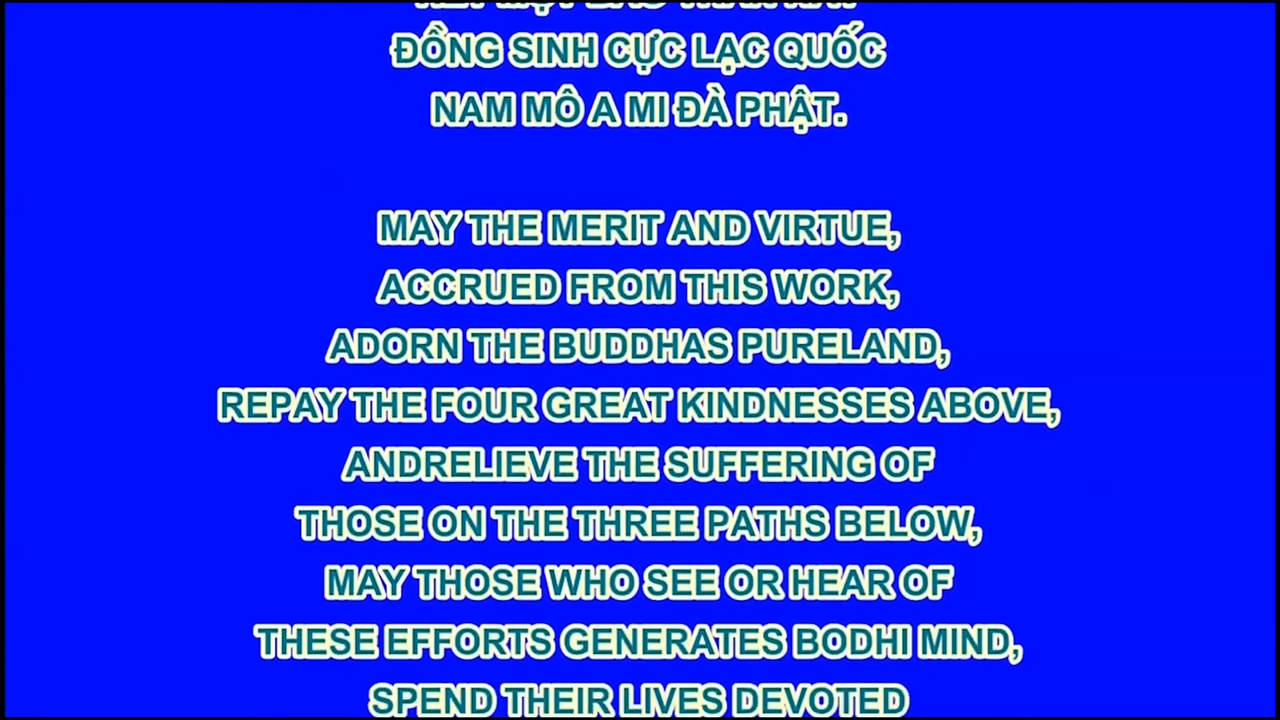 ĐỒNG SINH CỰC LẠC QUỐC
NAM MÔ A MI ĐÀ PHẬT.
MAY THE MERIT AND VIRTUE,
ACCRUED FROM THIS WORK,
ADORN THE BUDDHAS PURELAND,
REPAY THE FOUR GREAT KINDNESSES ABOVE,
ANDRELIEVE THE SUFFERING OF
THOSE ON THE THREE PATHS BELOW,
MAY THOSE WHO SEE OR HEAR OF
THESE EFFORTS GENERATES BODHI MIND,
SPEND THEIR LIVES DEVOTED